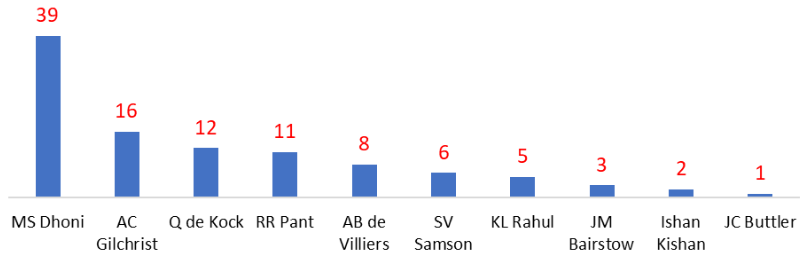 39
16
12
11
8
6
5
3
2
1
MS Dhoni
AC
Gilchrist
Q de Kock
RR Pant
AB de
Villiers
SV
Samson
KL Rahul
JM
Bairstow
Ishan
Kishan
JC Buttler